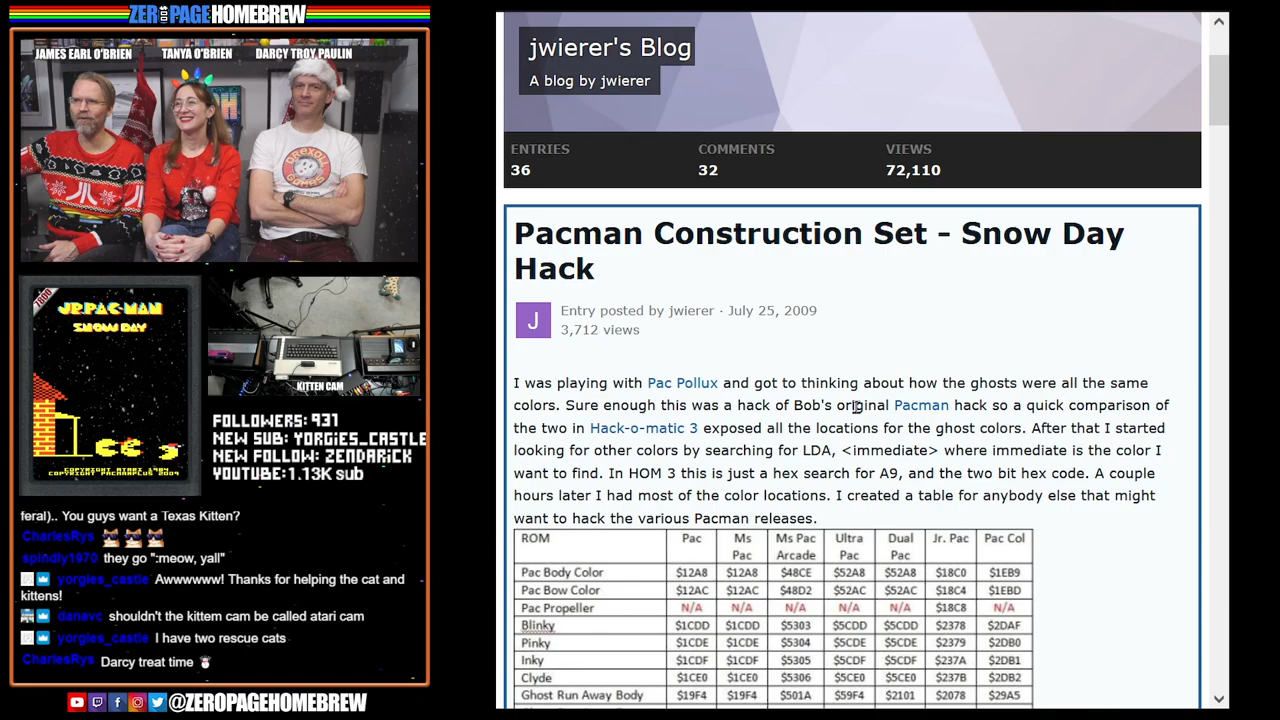 ZEROPAGEHOMEBREW
JAMES EARL O'BRIEN
TANYA O'BRIEN
DARCY TROY PAULIN
DREXOLL
GAMES
7800
JR.PAC-MAN
SNOW DAY
COPYRIGHT ATARI 1984
COPYRIGHT PACMANPLUS 2009
KITTEN CAM
FOLLOWERS: 937
NEW SUB: YORGIES_CASTLE
NEW FOLLOW: ZENDARICK
YOUTUBE: 1.13K sub
feral).. You guys want a Texas Kitten?
CharlesRys
spindly1970 they go ":meow, yall"
yorgies_castle Awwwwww! Thanks for helping the cat and
kittens!
danavc shouldn't the kittem cam be called atari cam
yorgies_castle I have two rescue cats
CharlesRys Darcy treat time
@ZEROPAGEHOMEBREW
jwierer's Blog
A blog by jwierer
ENTRIES
36
COMMENTS
32
VIEWS
72,110
Pacman Construction Set - Snow Day
Hack
J
Entry posted by jwierer · July 25, 2009
3,712 views
I was playing with Pac Pollux and got to thinking about how the ghosts were all the same
colors. Sure enough this was a hack of Bob's original Pacman hack so a quick comparison of
the two in Hack-o-matic 3 exposed all the locations for the ghost colors. After that I started
looking for other colors by searching for LDA, <immediate> where immediate is the color I
want to find. In HOM 3 this is just a hex search for A9, and the two bit hex code. A couple
hours later I had most of the color locations. I created a table for anybody else that might
want to hack the various Pacman releases.
ROM Pac Ms Pac Ms Pac Arcade Ultra Pac Dual Pac Jr. Pac Pac Col
Pac Body Color $12A8 $12A8 $48CE $52A8 $52A8 $18C0 $1EB9
Pac Bow Color $12AC $12AC $48D2 $52AC $52AC $18C4 $1EBD
Pac Propeller N/A N/A N/A N/A N/A $18C8 N/A
Blinky $1CDD $1CDD $5303 $5CDD $5CDD $2378 $2DAF
Pinky $1CDE $1CDE $5304 $5CDE $5CDE $2379 $2DB0
Inky $1CDF $1CDF $5305 $5CDF $5CDF $237A $2DB1
Clyde $1CE0 $1CE0 $5306 $5CE0 $5CE0 $237B $2DB2
Ghost Run Away Body $19F4 $19F4 $501A $59F4 $2101 $2078 $29A5